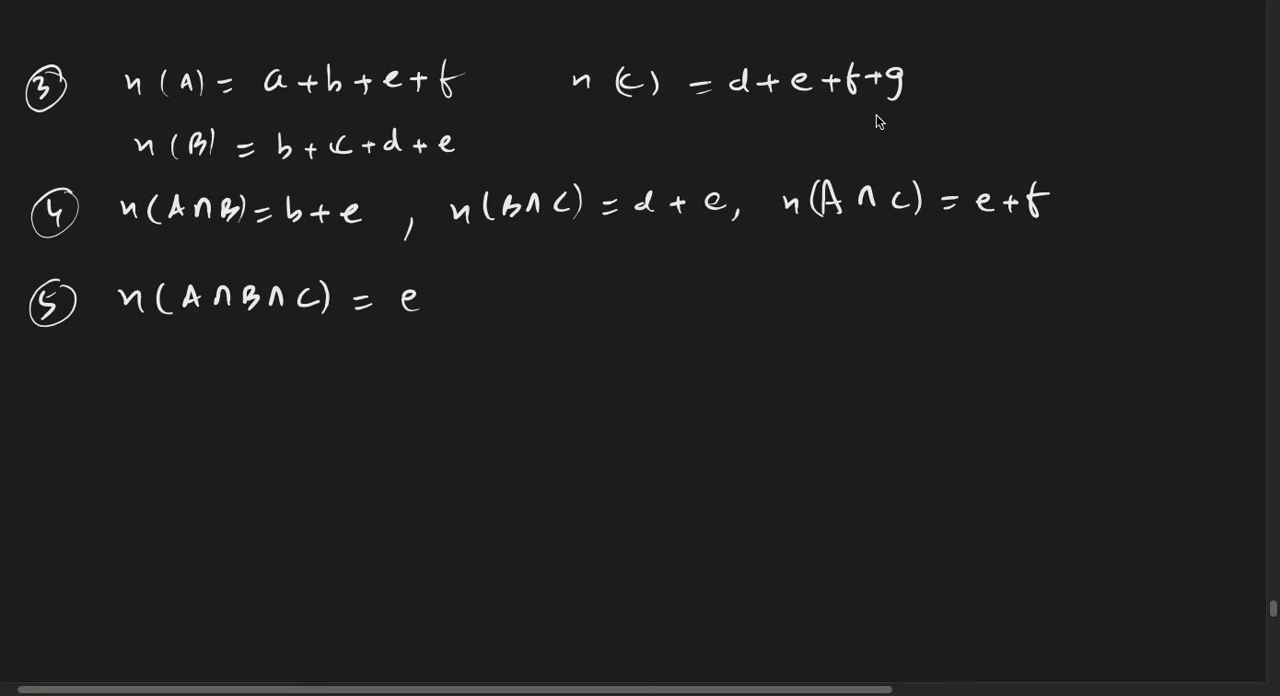 ③ n(A) = a+b+e+f n(C) = d+e+f+g
n(B) = b+c+d+e
④ n(A∩B)=b+e , n(B∩C) = d+e, n(A∩C) = e+f
⑤ n(A∩B∩C) = e